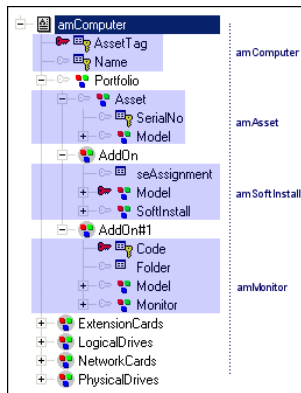 amComputer
AssetTag
Name
amComputer
Portfolio
Asset
SerialNo
Model
amAsset
AddOn
seAssignment
Model
SoftInstall
amSoftInstall
AddOn#1
Code
Folder
Model
Monitor
amMonitor
ExtensionCards
LogicalDrives
NetworkCards
PhysicalDrives